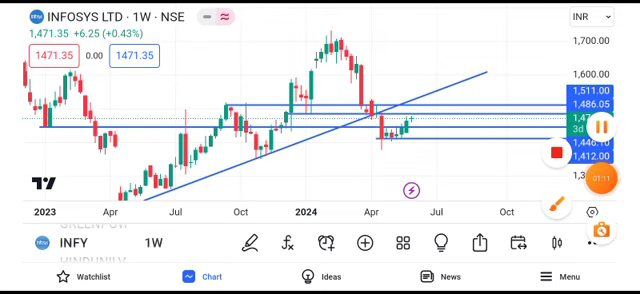 INFOSYS LTD · 1W · NSE
INR
1,471.35 +6.25 (+0.43%)
1471.35
0.00
1471.35
1,700.00
1,600.00
1,511.00
1,486.05
3d
1,440.10
1,412.00
01:11
2023
Apr
Jul
Oct
2024
Apr
Jul
Oct
INFY
1W
Watchlist
Chart
Ideas
News
Menu